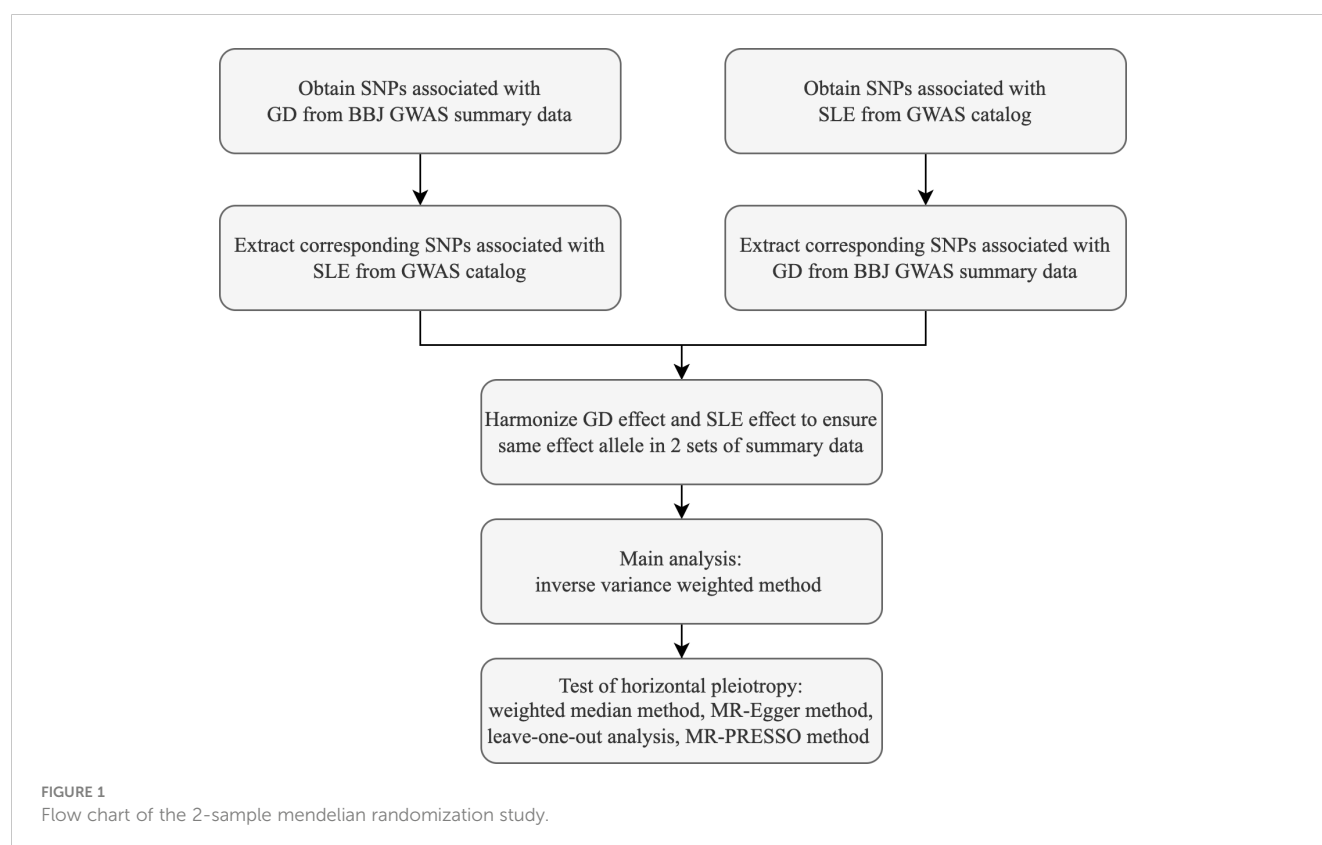 Obtain SNPs associated with
GD from BBJ GWAS summary data
Obtain SNPs associated with
SLE from GWAS catalog
Extract corresponding SNPs associated with
SLE from GWAS catalog
Extract corresponding SNPs associated with
GD from BBJ GWAS summary data
Harmonize GD effect and SLE effect to ensure
same effect allele in 2 sets of summary data
Main analysis:
inverse variance weighted method
Test of horizontal pleiotropy:
weighted median method, MR-Egger method,
leave-one-out analysis, MR-PRESSO method
FIGURE 1
Flow chart of the 2-sample mendelian randomization study.